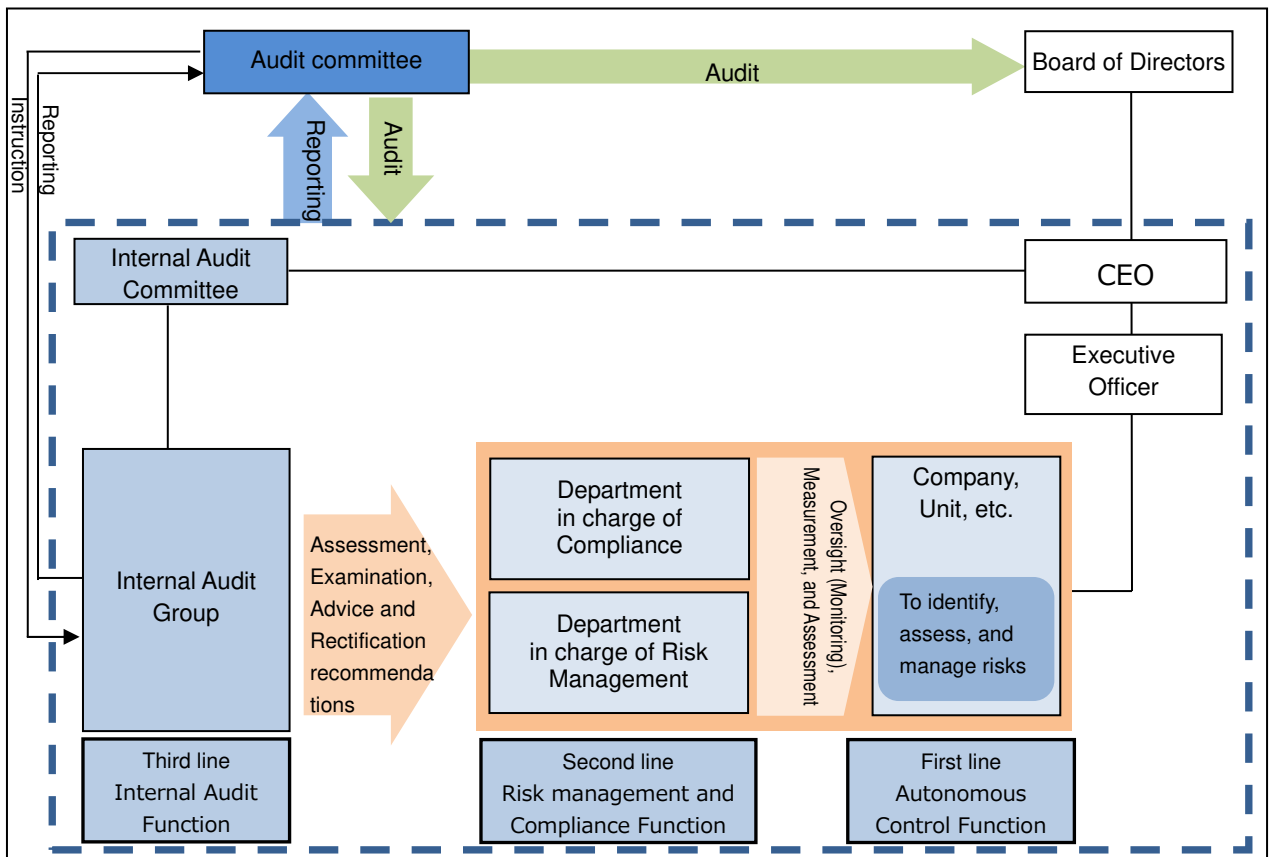 Audit committee
Audit
Board of Directors
Instruction
Reporting
Reporting
Audit
Internal Audit
Committee
CEO
Executive
Officer
Internal Audit
Group
Assessment,
Examination,
Advice and
Rectification
recommenda
tions
Department
in charge of
Compliance
Department
in charge of Risk
Management
Oversight (Monitoring),
Measurement, and Assessment
Company,
Unit, etc.
To identify,
assess, and
manage risks
Third line
Internal Audit
Function
Second line
Risk management and
Compliance Function
First line
Autonomous
Control Function